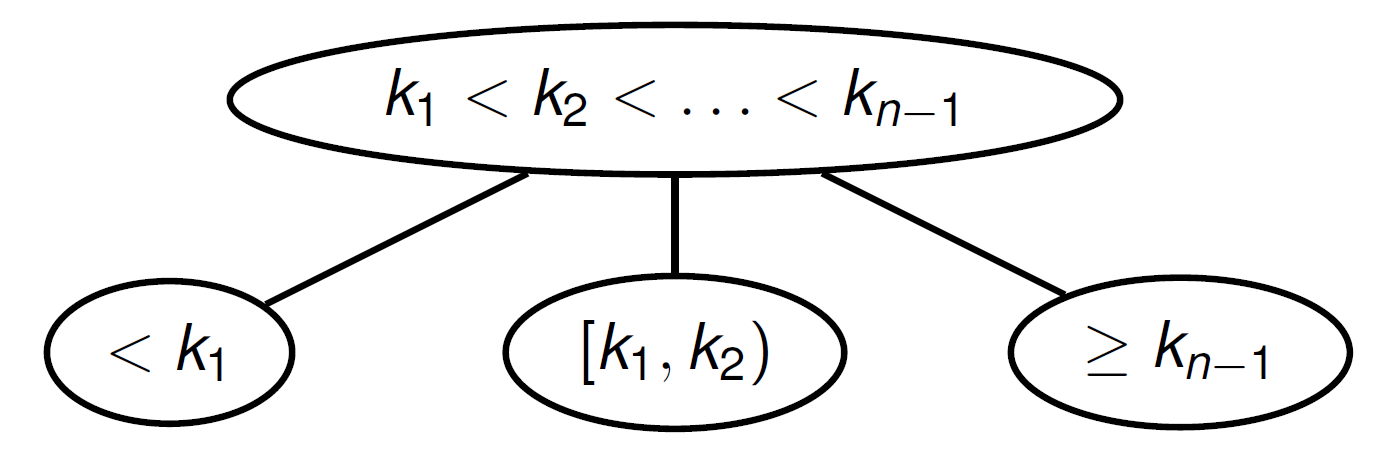 k₁ < k₂ < . . . < kₙ₋₁
< k₁
[k₁, k₂)
≥ kₙ₋₁